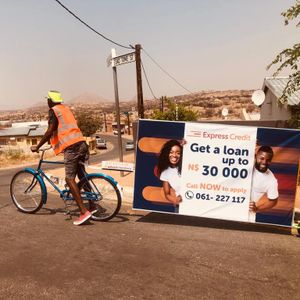 Express Credit
Get a loan
up to
N$ 30 000
Call NOW to apply
061- 227 117